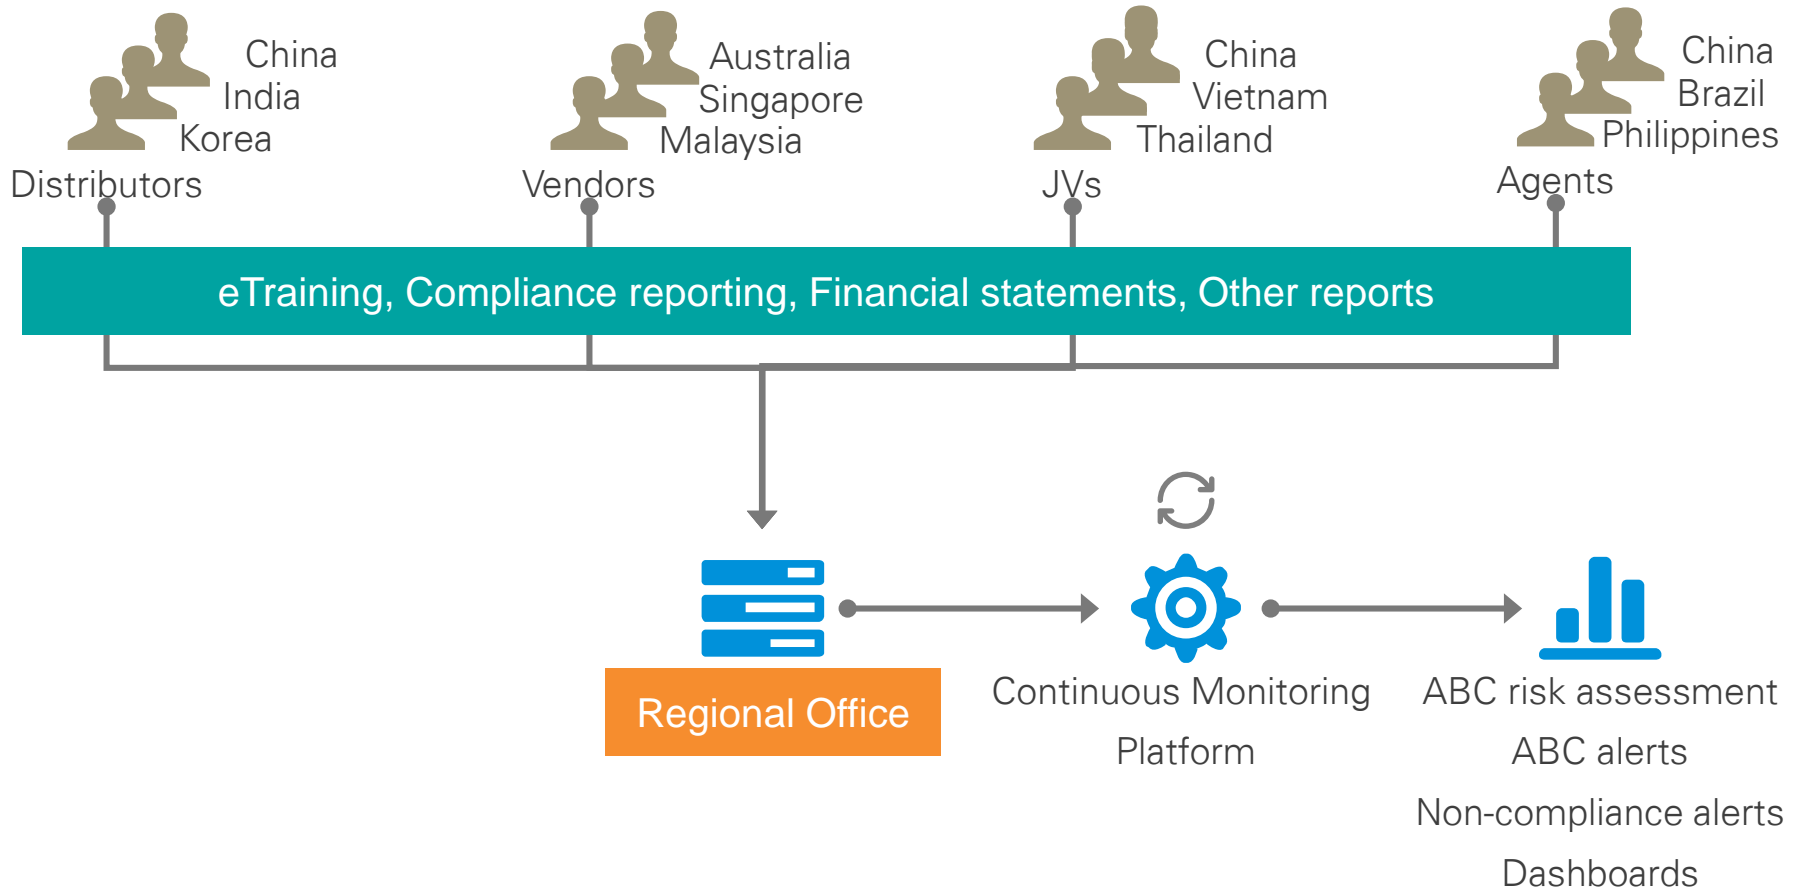 China
India
Korea
Distributors
Australia
Singapore
Malaysia
Vendors
China
Vietnam
Thailand
JVs
China
Brazil
Philippines
Agents
eTraining, Compliance reporting, Financial statements, Other reports
Regional Office
Continuous Monitoring
Platform
ABC risk assessment
ABC alerts
Non-compliance alerts
Dashboards